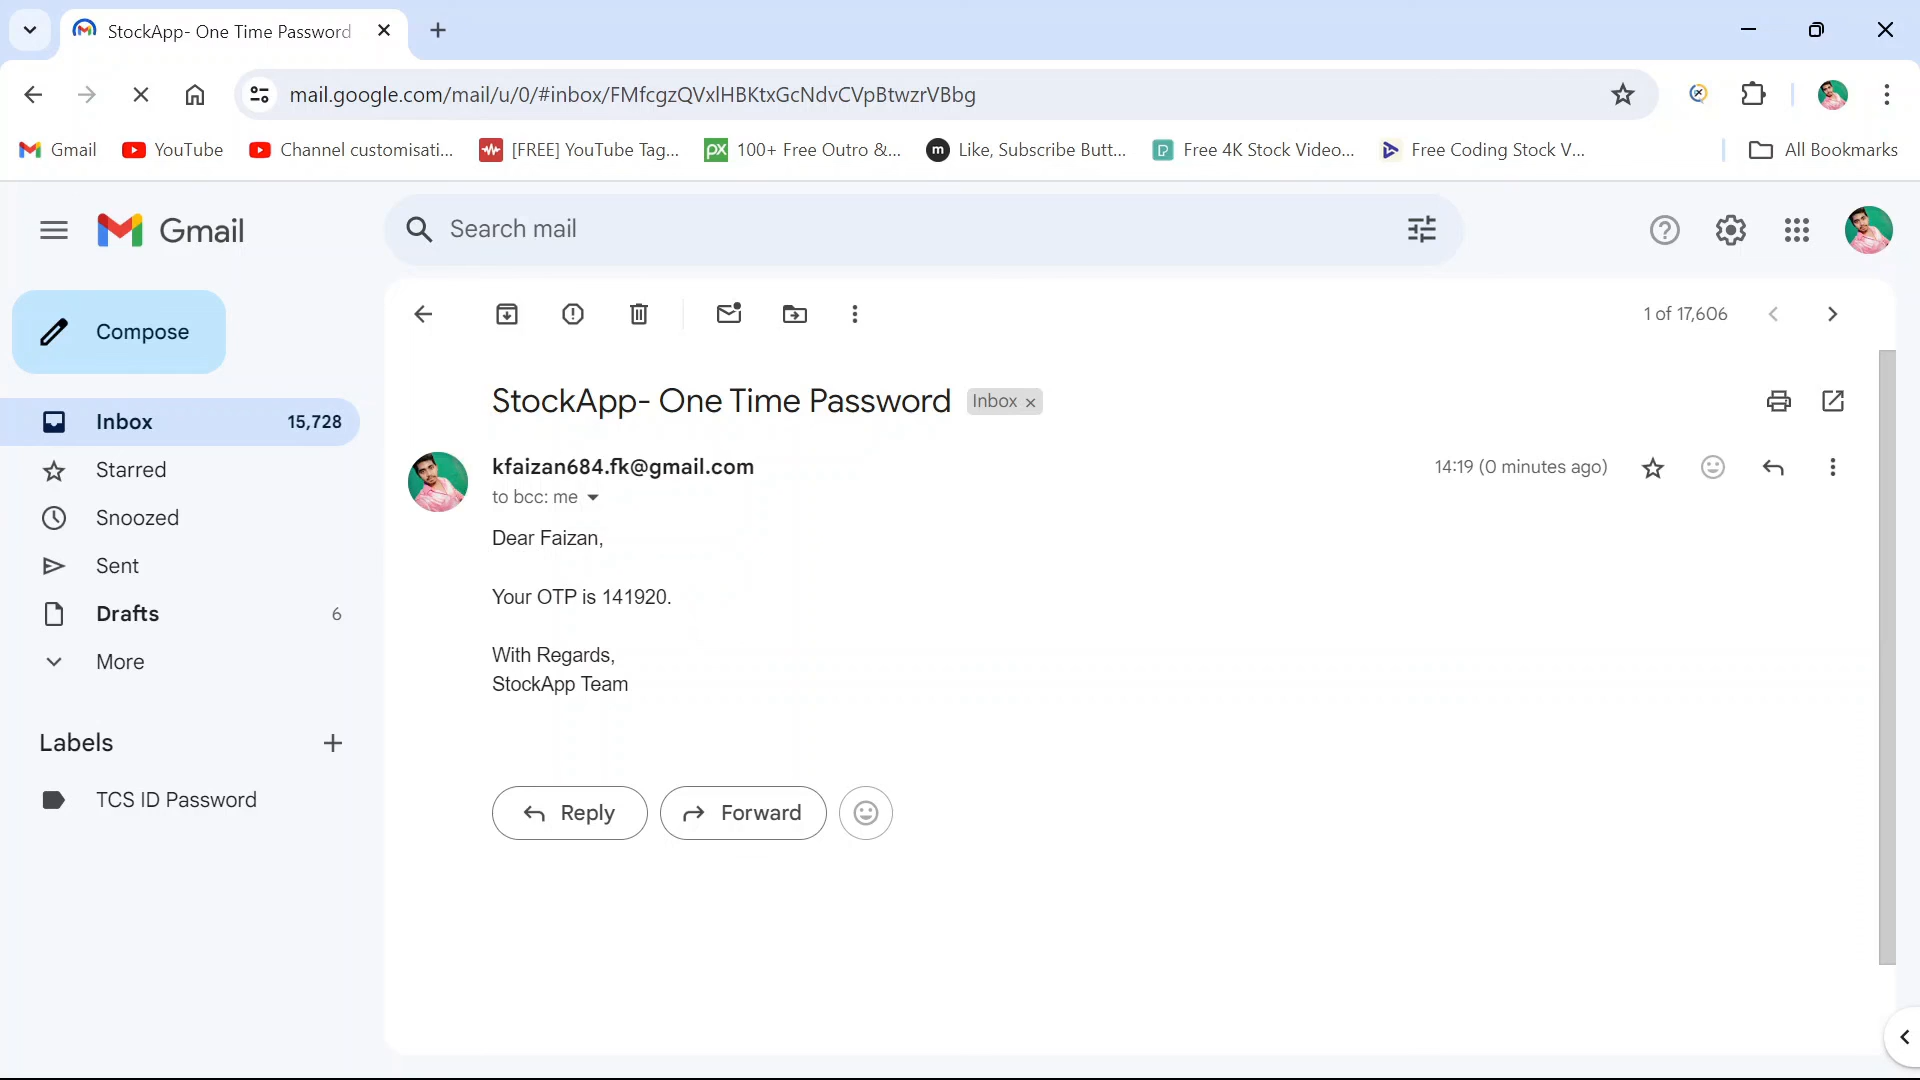 StockApp- One Time Password
mail.google.com/mail/u/0/#inbox/FMfcgzQVxlHBKtxGcNdvCVpBtwzrVBbg
Gmail
YouTube
Channel customisati...
[FREE] YouTube Tag...
100+ Free Outro &...
Like, Subscribe Butt...
Free 4K Stock Video...
Free Coding Stock V...
All Bookmarks
Gmail
Search mail
Compose
1 of 17,606
Inbox 15,728
Starred
Snoozed
Sent
Drafts 6
More
Labels
TCS ID Password
StockApp- One Time Password Inbox
kfaizan684.fk@gmail.com 14:19 (0 minutes ago)
to bcc: me
Dear Faizan,
Your OTP is 141920.
With Regards,
StockApp Team
Reply
Forward